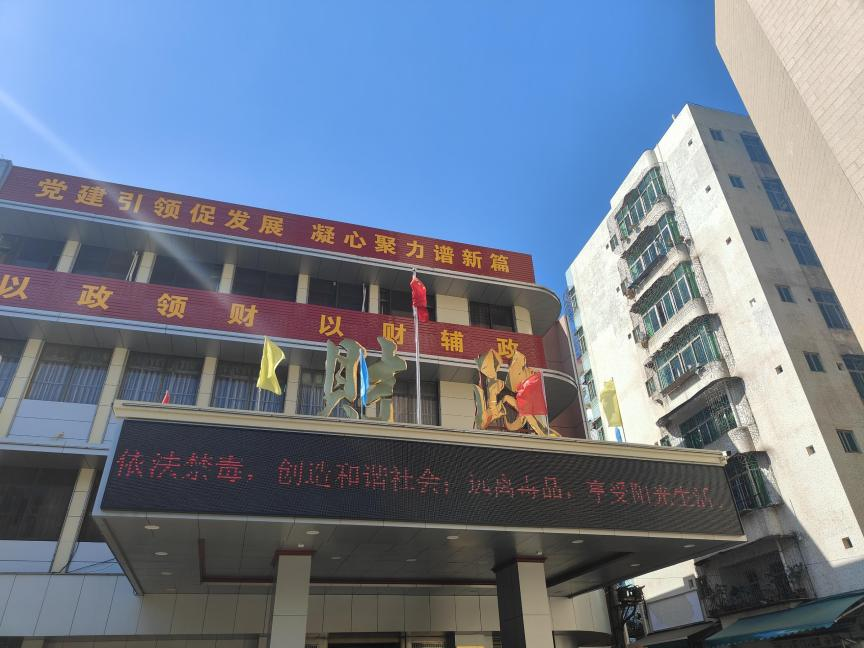 党建引领促发展 凝心聚力谱新篇
以政领财 以财辅政
財政
依法禁毒，创造和谐社会；远离毒品，享受阳光生活